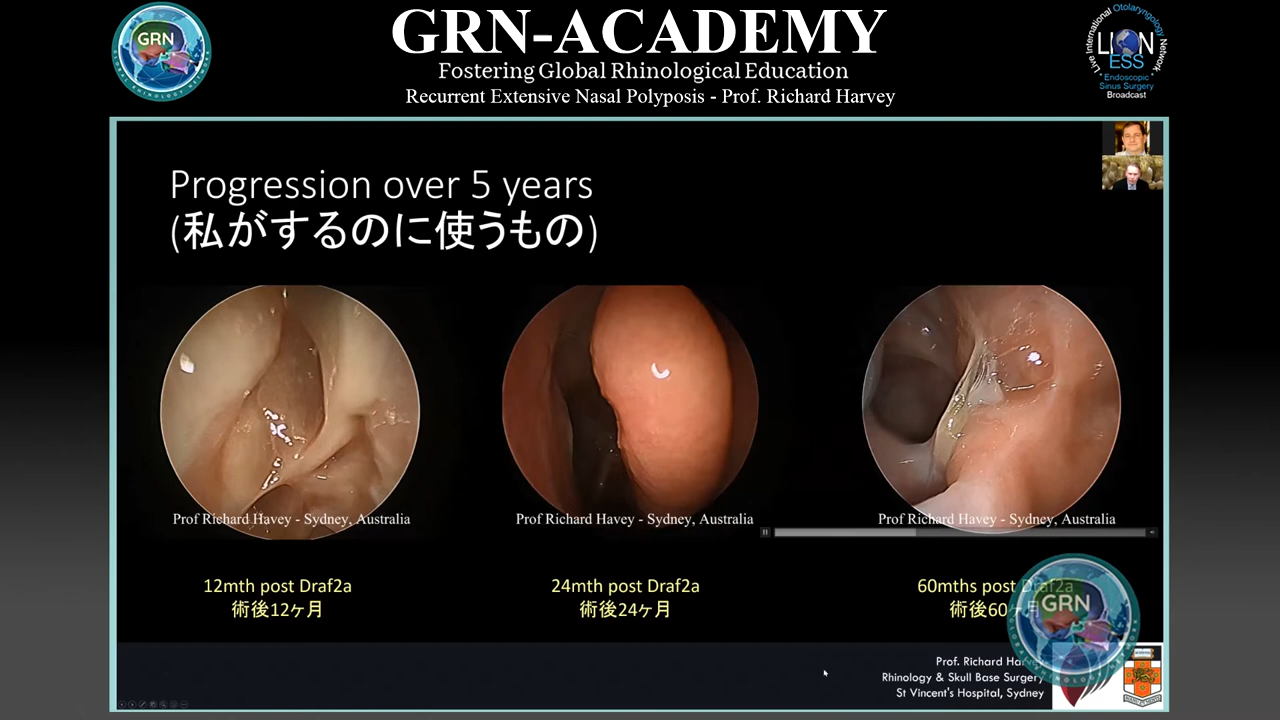 GRN
GRN-ACADEMY
Fostering Global Rhinological Education
Recurrent Extensive Nasal Polyposis - Prof. Richard Harvey
Live International Otolaryngology Network
LION
ESS
Endoscopic
Sinus Surgery
Broadcast
Progression over 5 years
(私がするのに使うもの)
Prof Richard Havey - Sydney, Australia
Prof Richard Havey - Sydney, Australia
Prof Richard Havey - Sydney, Australia
12mth post Draf2a
術後12ヶ月
24mth post Draf2a
術後24ヶ月
60mths post Draf2a
術後60ヶ月
GRN
Prof. Richard Harvey
Rhinology & Skull Base Surgery
St Vincent's Hospital, Sydney